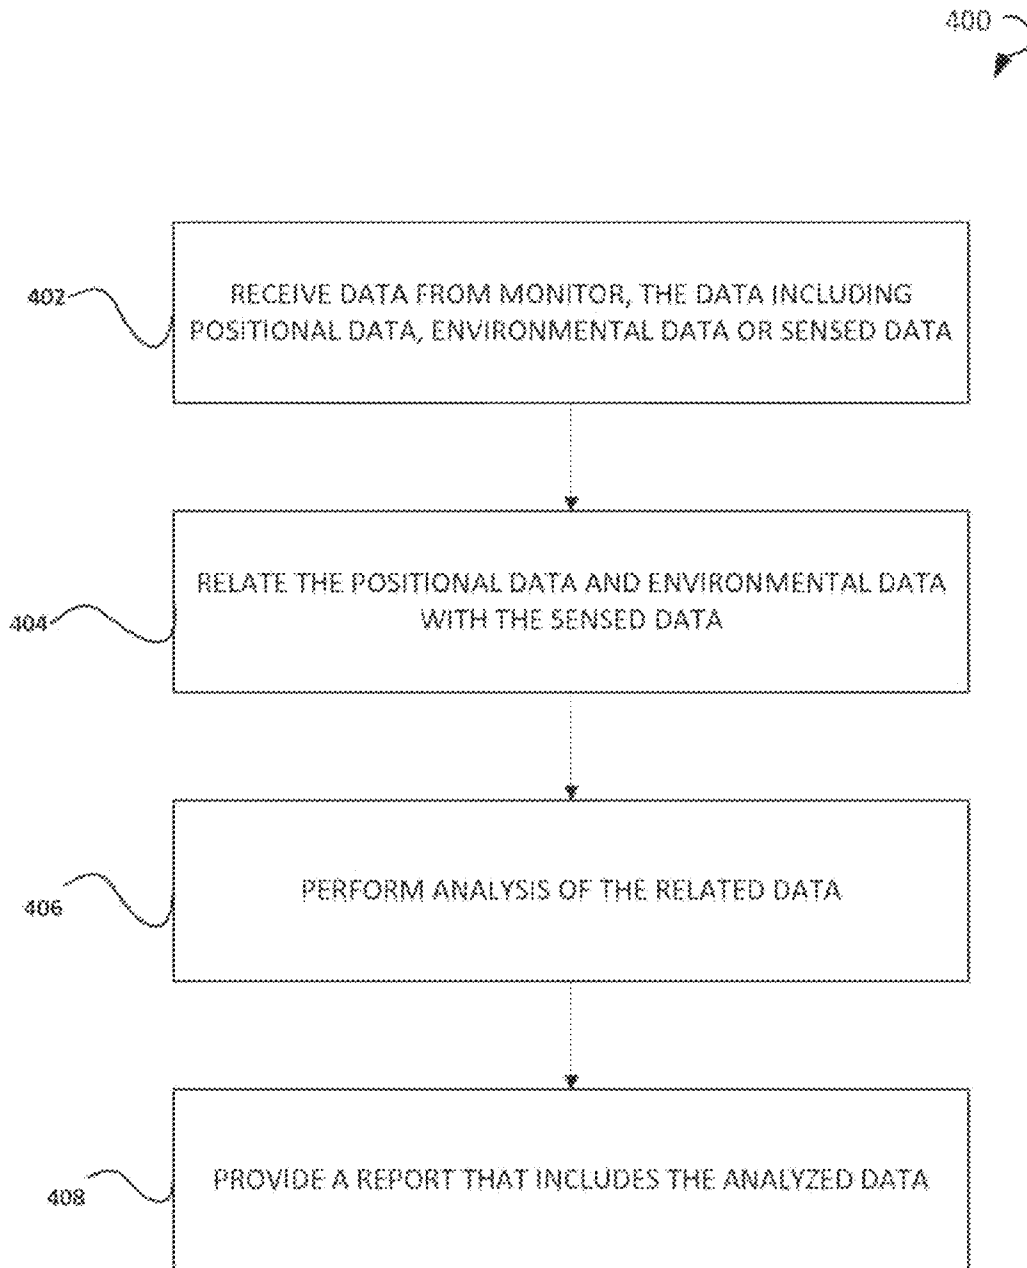 400
402
RECEIVE DATA FROM MONITOR, THE DATA INCLUDING
POSITIONAL DATA, ENVIRONMENTAL DATA OR SENSED DATA
404
RELATE THE POSITIONAL DATA AND ENVIRONMENTAL DATA
WITH THE SENSED DATA
406
PERFORM ANALYSIS OF THE RELATED DATA
408
PROVIDE A REPORT THAT INCLUDES THE ANALYZED DATA